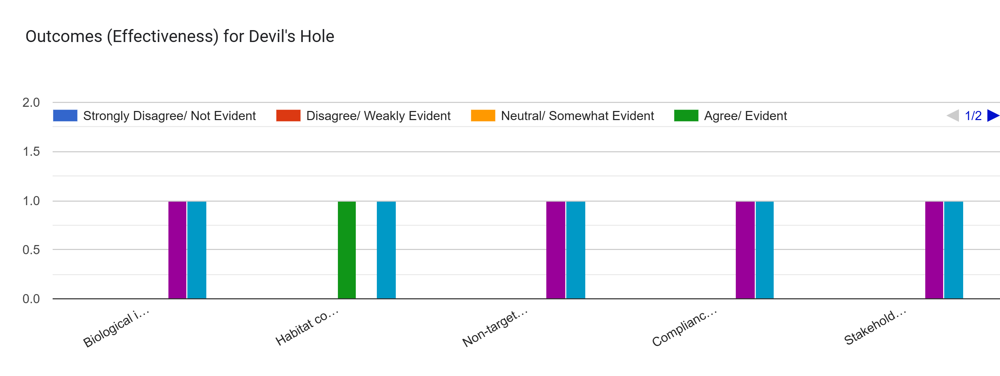 Outcomes (Effectiveness) for Devil's Hole
2.0
Strongly Disagree/ Not Evident Disagree/ Weakly Evident Neutral/ Somewhat Evident Agree/ Evident 1/2
1.5
1.0
0.5
0.0
Biological i...
Habitat co...
Non-target...
Complianc...
Stakehold...